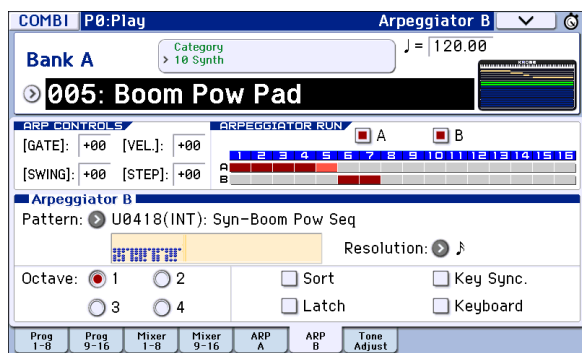 COMBI P0:Play Arpeggiator B
Bank A
Category
10 Synth
♩= 120.00
KRONOS
005: Boom Pow Pad
ARP CONTROLS
ARPEGGIATOR RUN
A B
[GATE]: +00 [VEL.]: +00
[SWING]: +00 [STEP]: +00
1 2 3 4 5 6 7 8 9 10 11 12 13 14 15 16
A
B
Arpeggiator B
Pattern: U0418(INT): Syn-Boom Pow Seq
Resolution: ♪
Octave: 1 2
3 4
Sort Key Sync.
Latch Keyboard
Prog 1-8 Prog 9-16 Mixer 1-8 Mixer 9-16 ARP A ARP B Tone Adjust